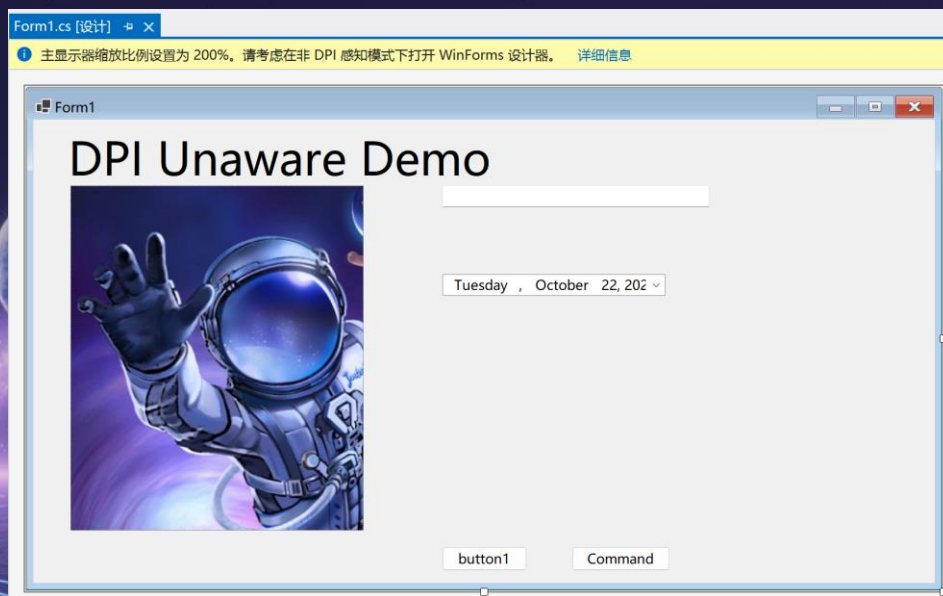 Form1.cs [设计]
主显示器缩放比例设置为 200%。请考虑在非 DPI 感知模式下打开 WinForms 设计器。 详细信息
Form1
DPI Unaware Demo
Tuesday , October 22, 202
button1 Command